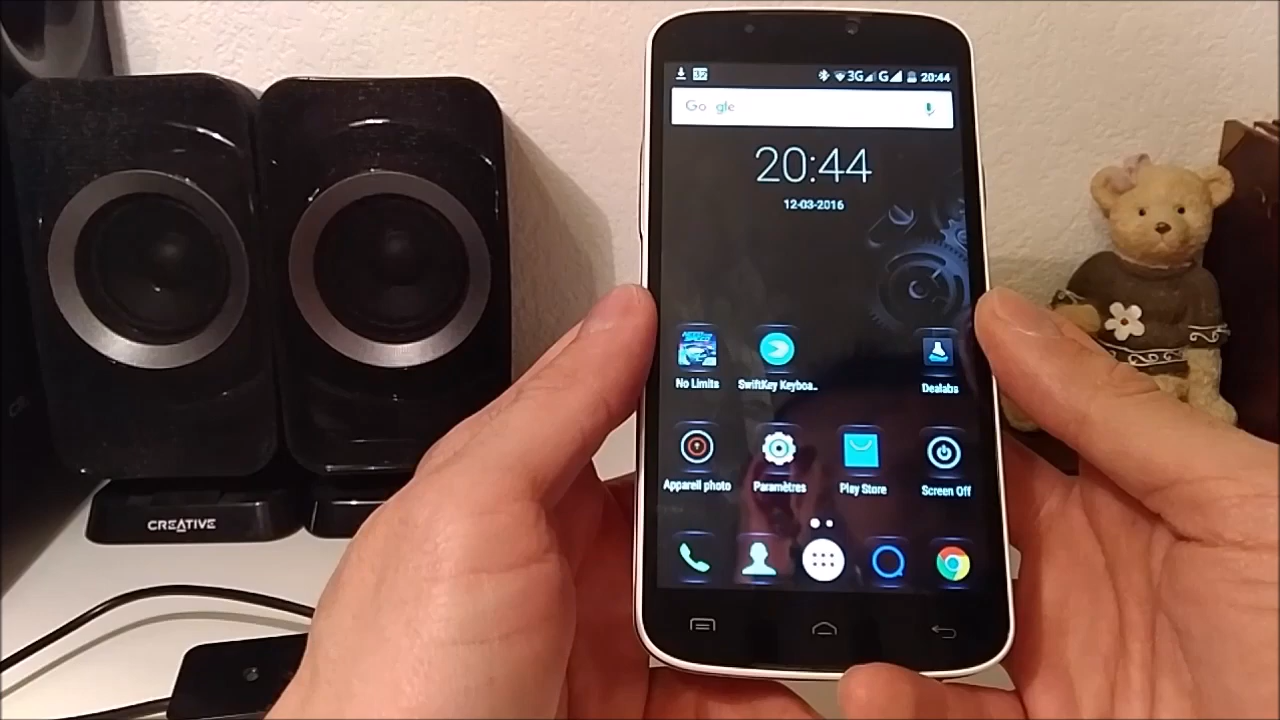 32 3G G 20:44
Google
20:44
12-03-2016
No Limits
SwiftKey Keyboa..
Dealabs
Appareil photo
Paramètres
Play Store
Screen Off
CREATIVE